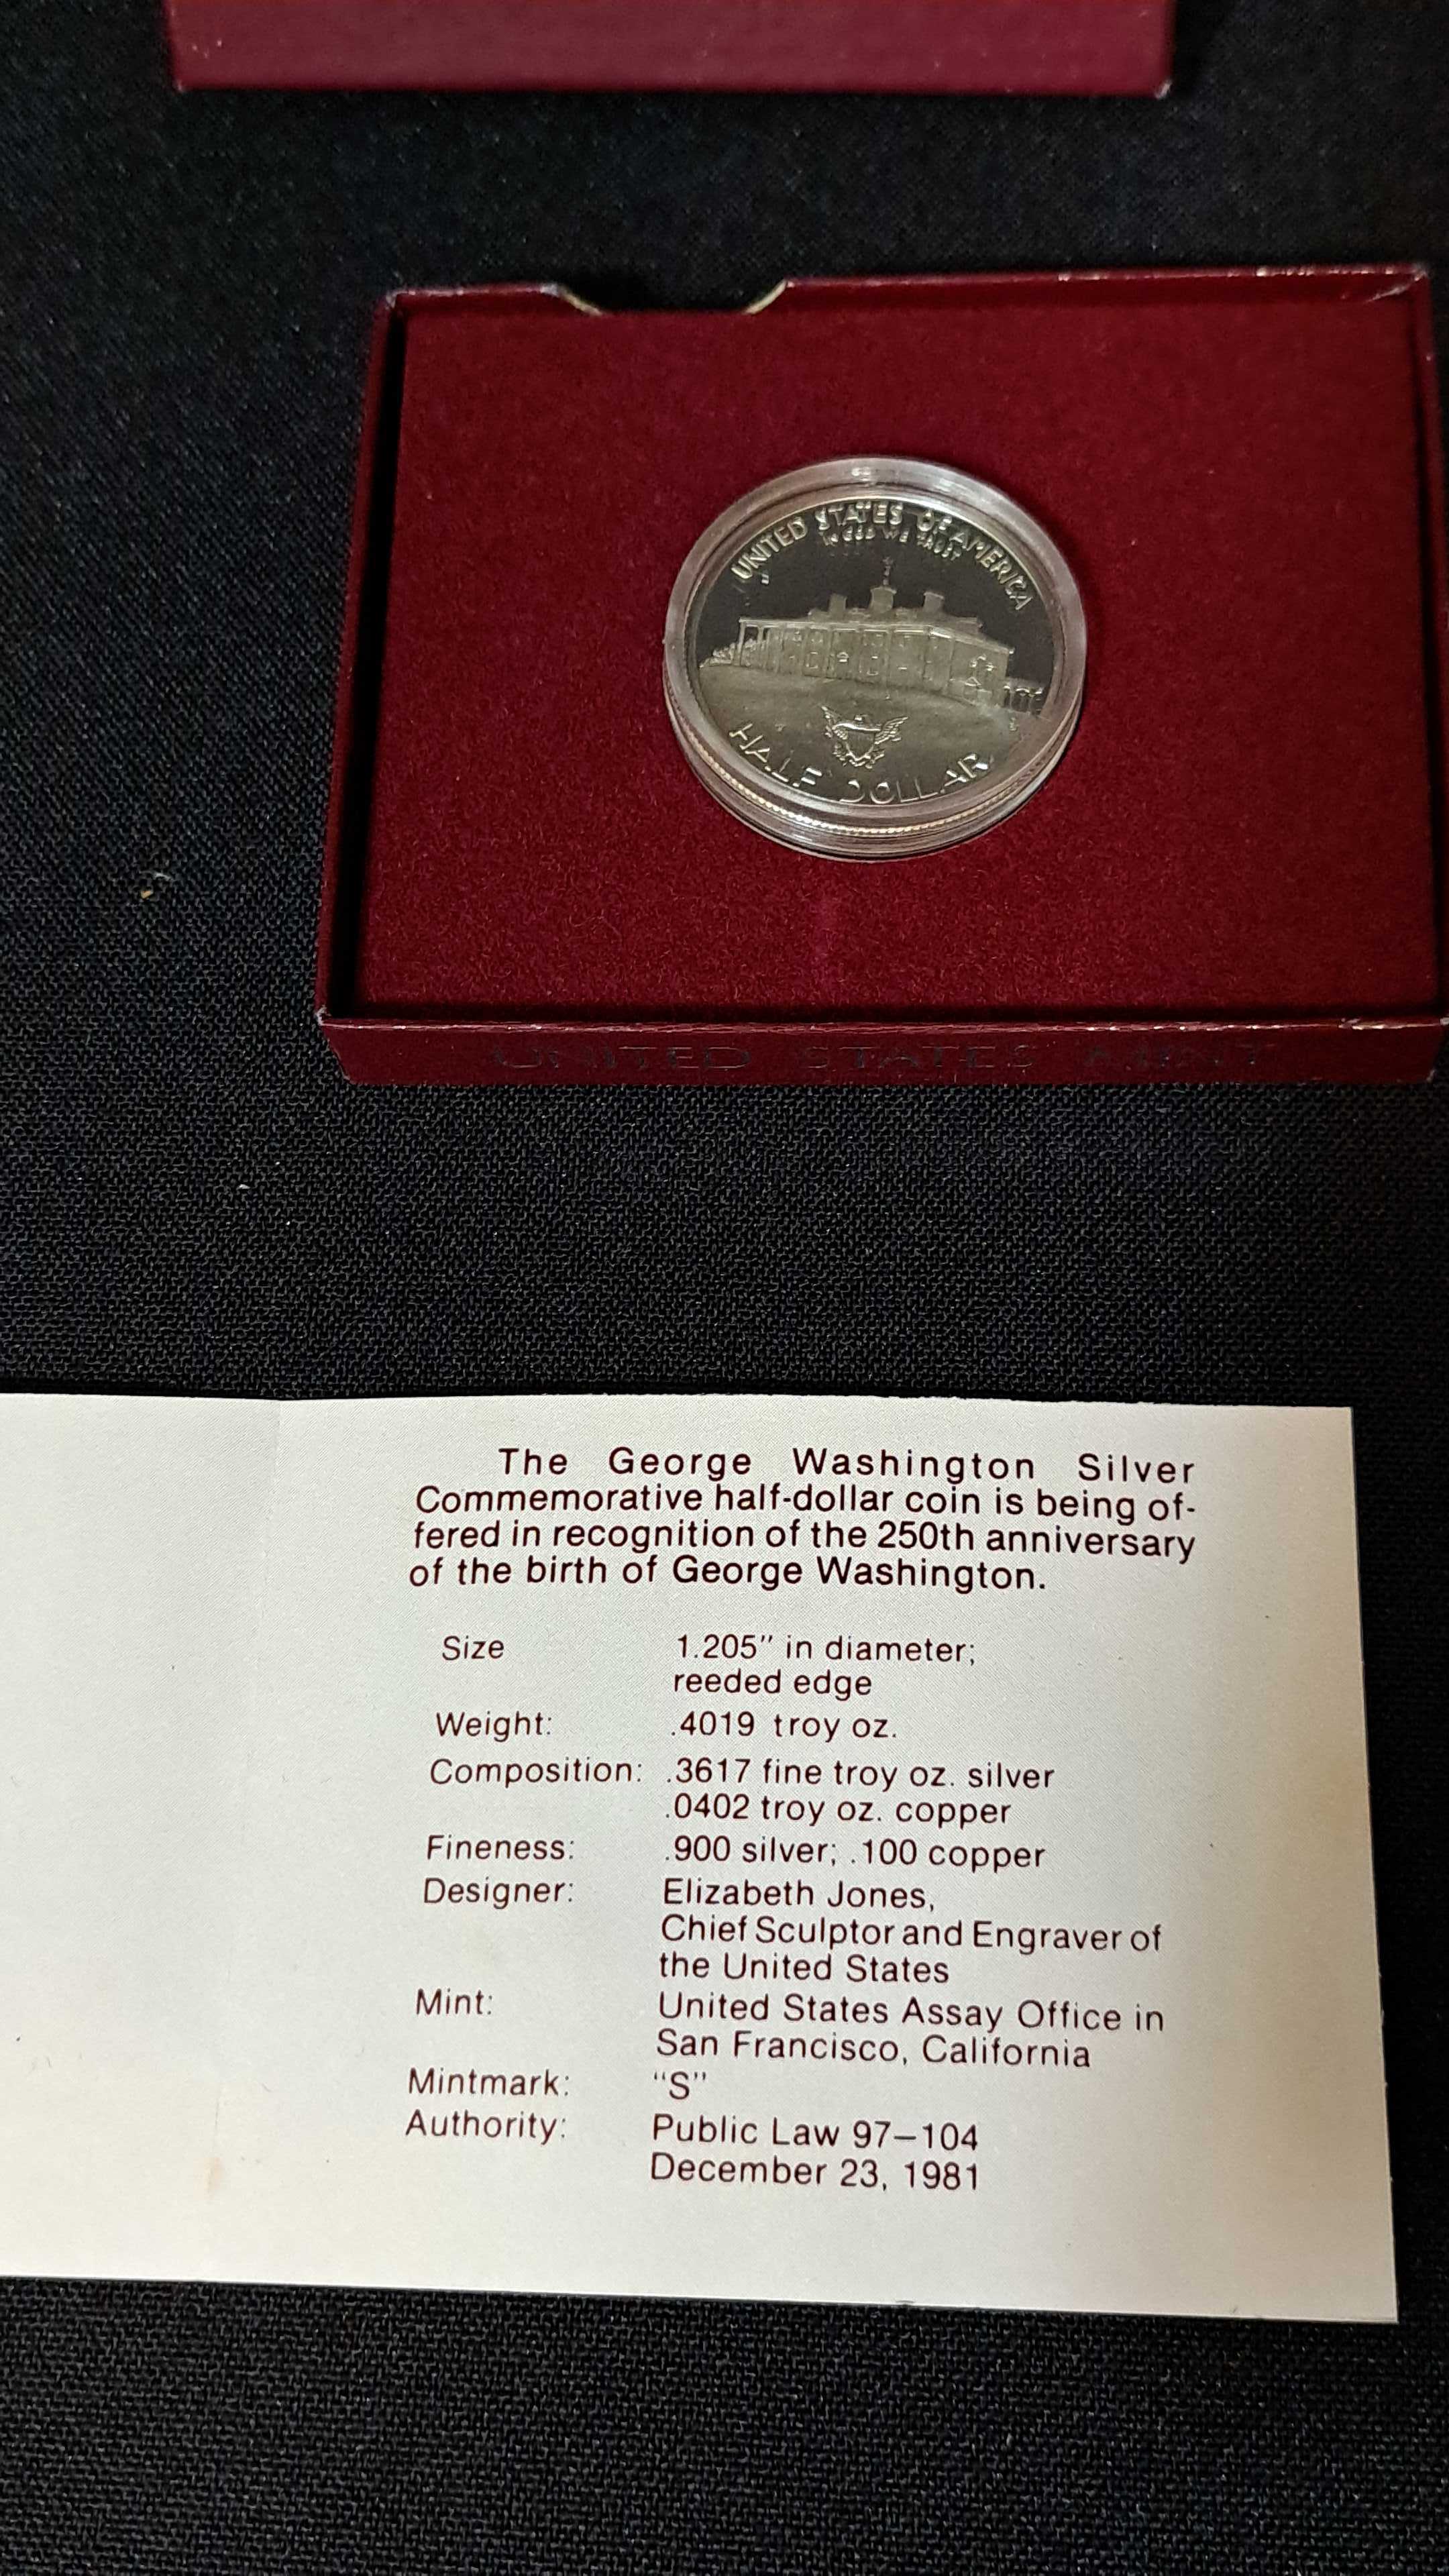 UNITED STATES OF AMERICA
IN GOD WE TRUST
HALF DOLLAR
UNITED STATES MINT
The George Washington Silver
Commemorative half-dollar coin is being of-
fered in recognition of the 250th anniversary
of the birth of George Washington.
Size 1.205" in diameter;
reeded edge
Weight: .4019 troy oz.
Composition: .3617 fine troy oz. silver
.0402 troy oz. copper
Fineness: .900 silver; .100 copper
Designer: Elizabeth Jones,
Chief Sculptor and Engraver of
the United States
Mint: United States Assay Office in
San Francisco, California
Mintmark: "S"
Authority: Public Law 97–104
December 23, 1981